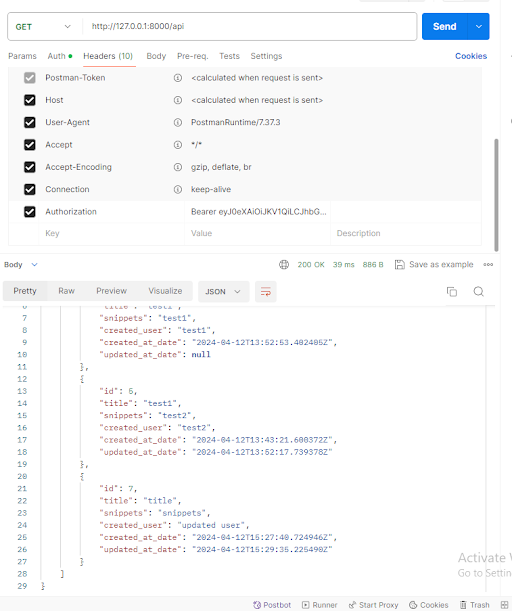 GET
http://127.0.0.1:8000/api
Send
Params Auth Headers (10) Body Pre-req. Tests Settings Cookies
Postman-Token <calculated when request is sent>
Host <calculated when request is sent>
User-Agent PostmanRuntime/7.37.3
Accept */*
Accept-Encoding gzip, deflate, br
Connection keep-alive
Authorization Bearer eyJ0eXAiOiJKV1QiLCJhbG...
Key Value Description
Body 200 OK 39 ms 886 B Save as example
Pretty Raw Preview Visualize JSON
6 "title": "test1",
7 "snippets": "test1",
8 "created_user": "test1",
9 "created_at_date": "2024-04-12T13:52:53.402405Z",
10 "updated_at_date": null
11 },
12 {
13 "id": 5,
14 "title": "test1",
15 "snippets": "test2",
16 "created_user": "test2",
17 "created_at_date": "2024-04-12T13:43:21.600372Z",
18 "updated_at_date": "2024-04-12T13:52:17.739378Z"
19 },
20 {
21 "id": 7,
22 "title": "title",
23 "snippets": "snippets",
24 "created_user": "updated user",
25 "created_at_date": "2024-04-12T15:27:40.724946Z",
26 "updated_at_date": "2024-04-12T15:29:35.225490Z"
27 }
28 ]
29 }
Activate
Go to Settin
Postbot Runner Start Proxy Cookies Trash